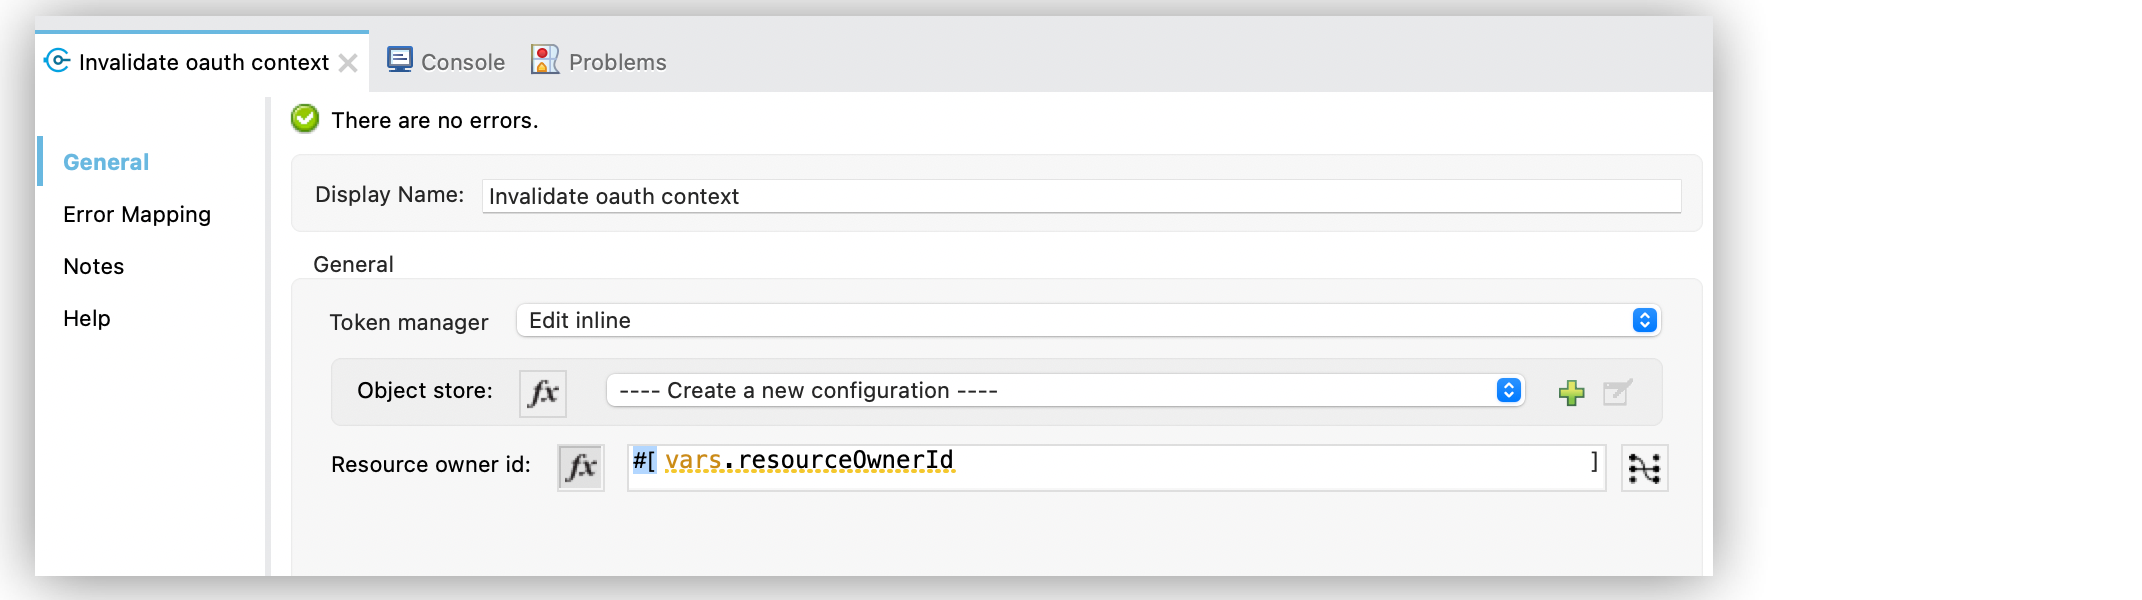 Invalidate oauth context Console Problems
There are no errors.
General
Error Mapping
Notes
Help
Display Name: Invalidate oauth context
General
Token manager Edit inline
Object store: fx ---- Create a new configuration ----
Resource owner id: fx #[ vars.resourceOwnerId ]